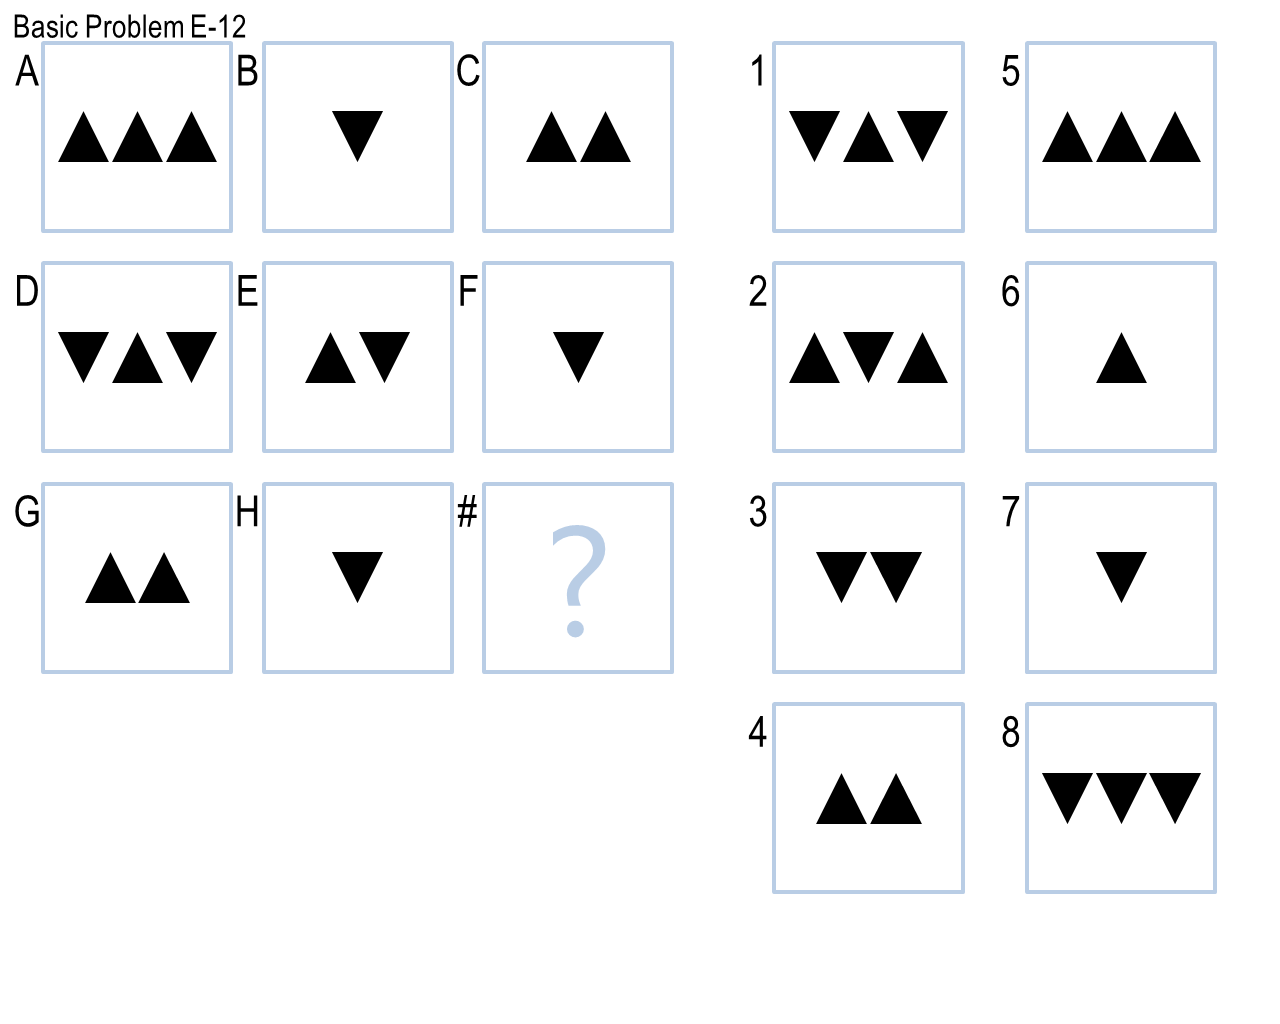 Basic Problem E-12
A B C 1 5
D E F 2 6
G H # ? 3 7
4 8